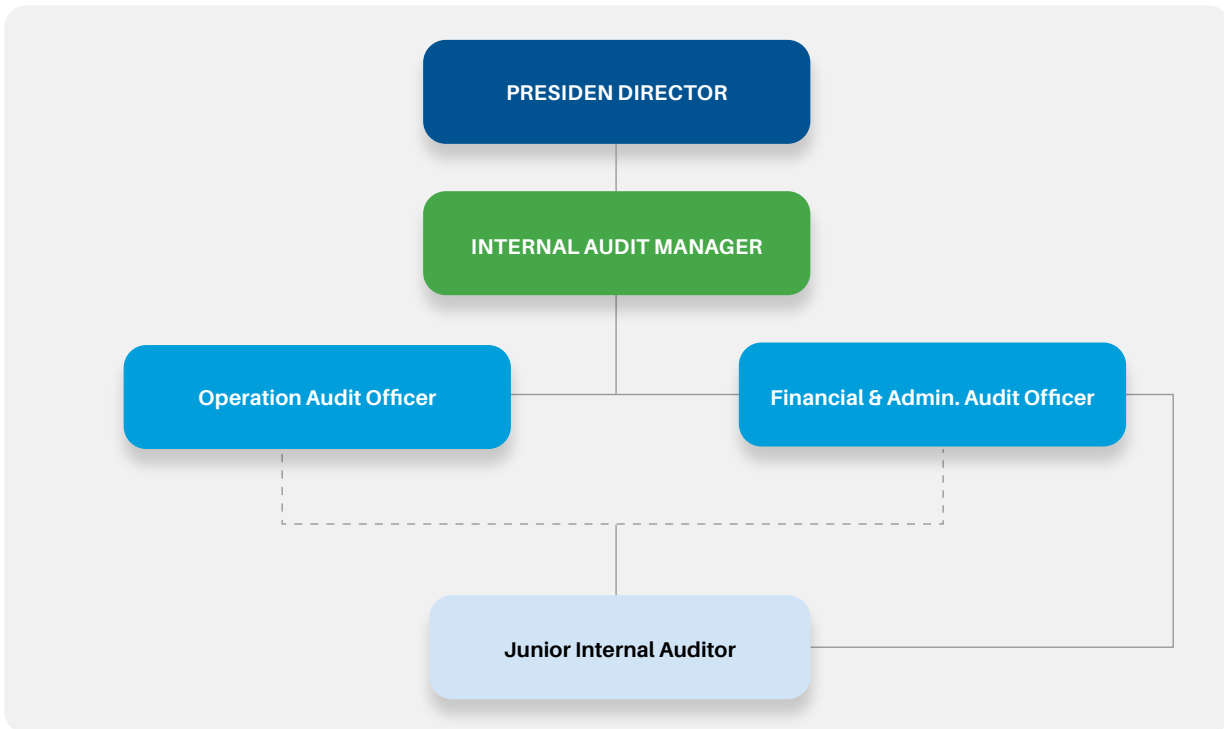 PRESIDEN DIRECTOR
INTERNAL AUDIT MANAGER
Operation Audit Officer
Financial & Admin. Audit Officer
Junior Internal Auditor